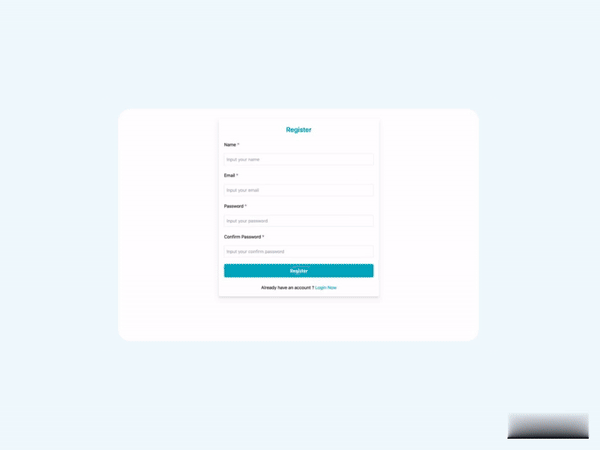 Register
Name *
Input your name
Email *
Input your email
Password *
Input your password
Confirm Password *
Input your confirm password
Register
Already have an account ? Login Now